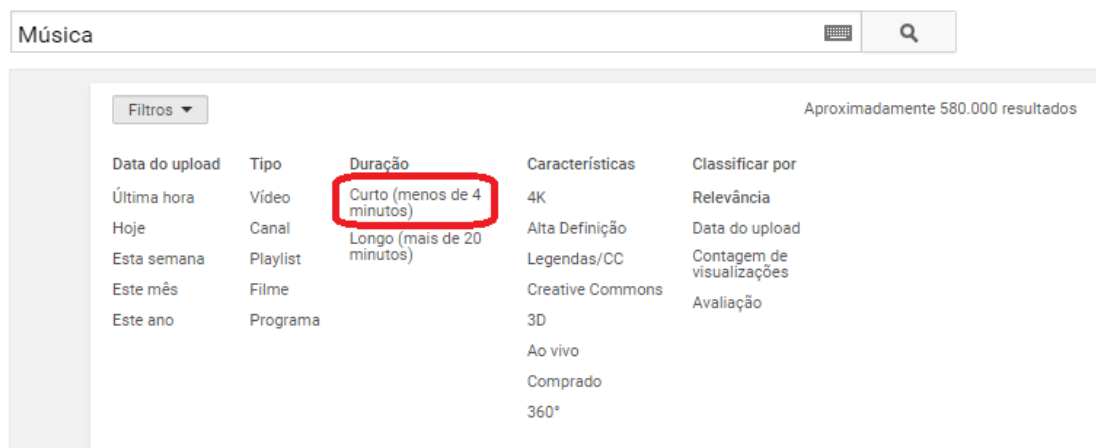 Música
Filtros
Aproximadamente 580.000 resultados
Data do upload
Última hora
Hoje
Esta semana
Este mês
Este ano
Tipo
Vídeo
Canal
Playlist
Filme
Programa
Duração
Curto (menos de 4
minutos)
Longo (mais de 20
minutos)
Características
4K
Alta Definição
Legendas/CC
Creative Commons
3D
Ao vivo
Comprado
360°
Classificar por
Relevância
Data do upload
Contagem de
visualizações
Avaliação